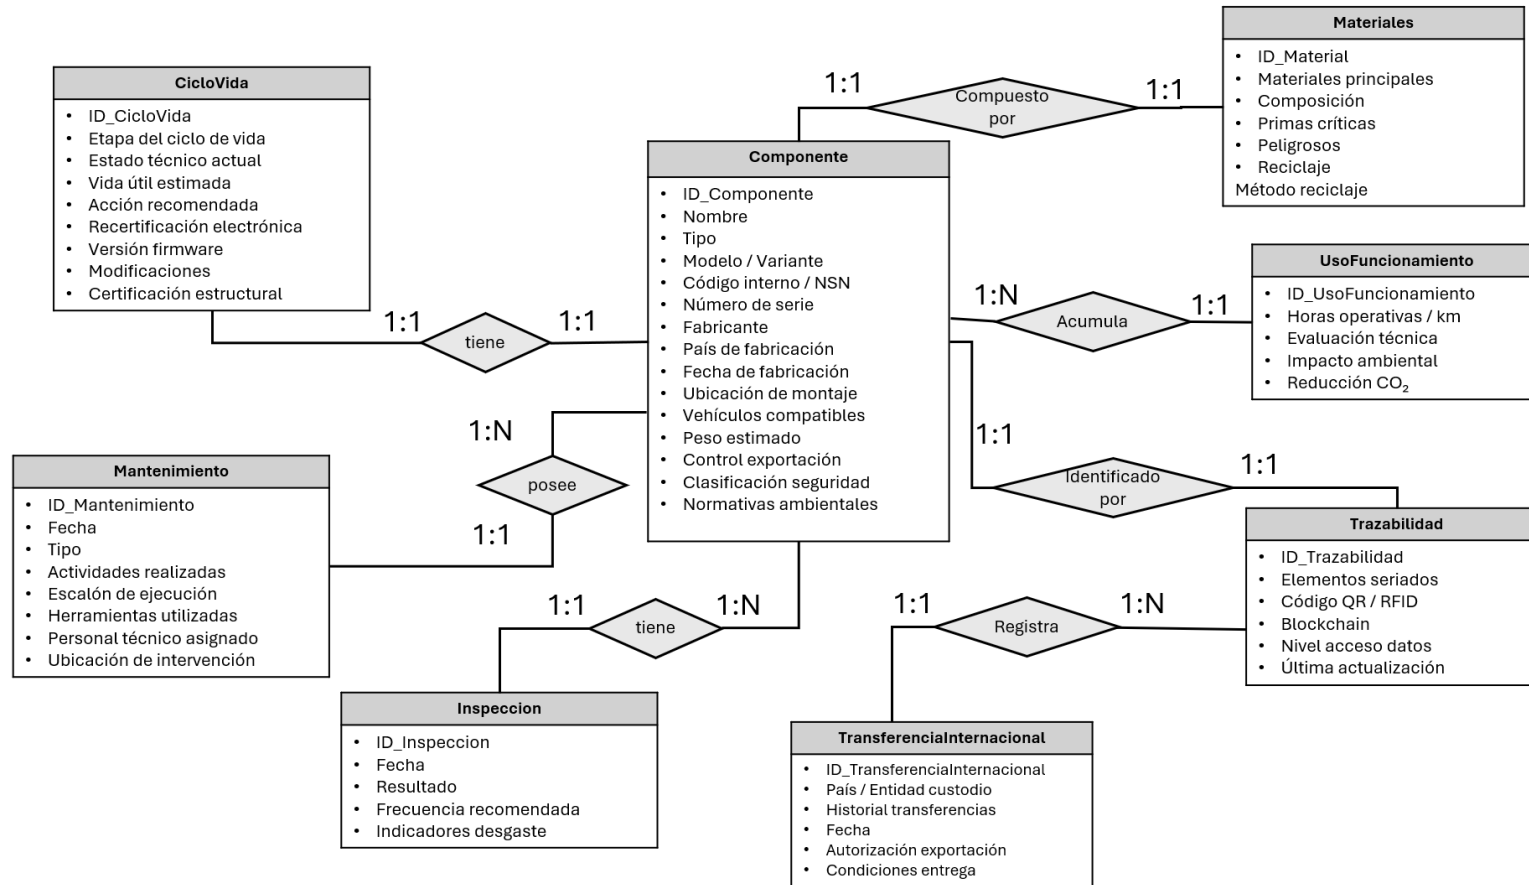 Materiales
• ID_Material
• Materiales principales
• Composición
• Primas críticas
• Peligrosos
• Reciclaje
Método reciclaje
1:1
Compuesto
por
1:1
CicloVida
• ID_CicloVida
• Etapa del ciclo de vida
• Estado técnico actual
• Vida útil estimada
• Acción recomendada
• Recertificación electrónica
• Versión firmware
• Modificaciones
• Certificación estructural
1:1
tiene
1:1
Componente
• ID_Componente
• Nombre
• Tipo
• Modelo / Variante
• Código interno / NSN
• Número de serie
• Fabricante
• País de fabricación
• Fecha de fabricación
• Ubicación de montaje
• Vehículos compatibles
• Peso estimado
• Control exportación
• Clasificación seguridad
• Normativas ambientales
1:N
Acumula
1:1
UsoFuncionamiento
• ID_UsoFuncionamiento
• Horas operativas / km
• Evaluación técnica
• Impacto ambiental
• Reducción CO₂
1:N
posee
1:1
Mantenimiento
• ID_Mantenimiento
• Fecha
• Tipo
• Actividades realizadas
• Escalón de ejecución
• Herramientas utilizadas
• Personal técnico asignado
• Ubicación de intervención
1:1
Identificado
por
1:1
Trazabilidad
• ID_Trazabilidad
• Elementos seriados
• Código QR / RFID
• Blockchain
• Nivel acceso datos
• Última actualización
1:1
tiene
1:N
Inspeccion
• ID_Inspeccion
• Fecha
• Resultado
• Frecuencia recomendada
• Indicadores desgaste
1:1
Registra
1:N
TransferenciaInternacional
• ID_TransferenciaInternacional
• País / Entidad custodio
• Historial transferencias
• Fecha
• Autorización exportación
• Condiciones entrega